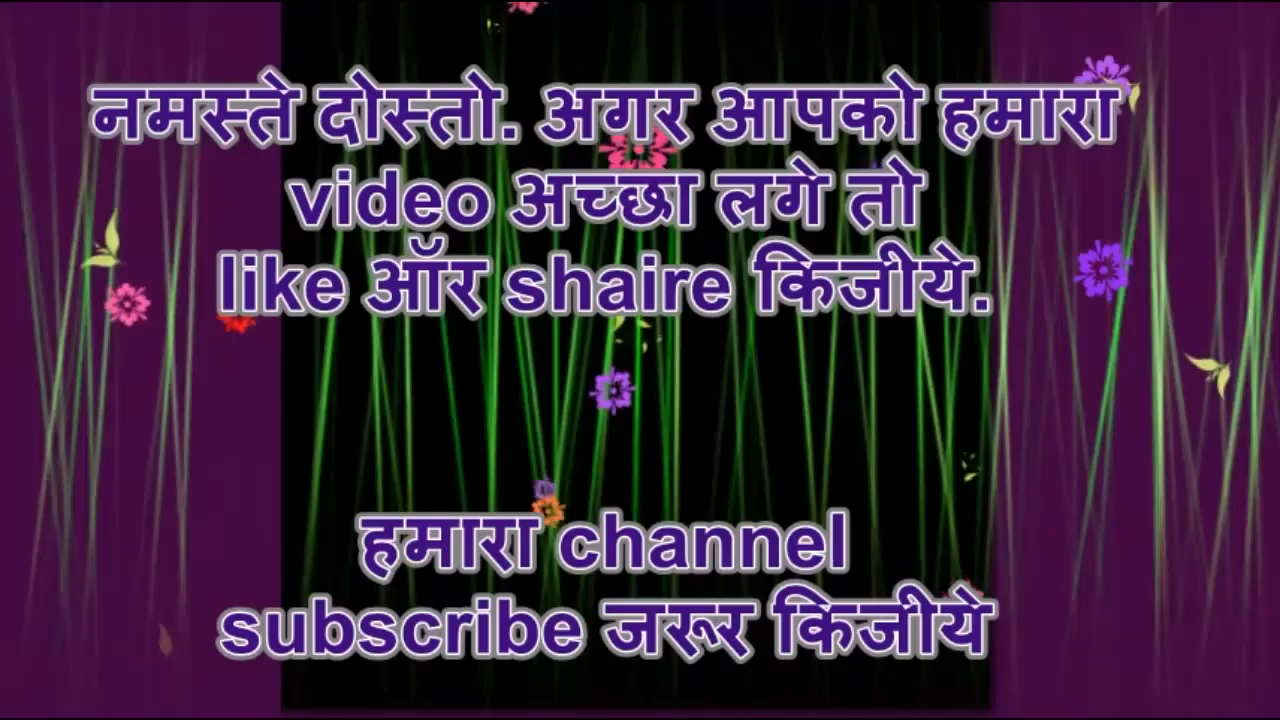 नमस्ते दोस्तो. अगर आपको हमारा
video अच्छा लगे तो
like ऑर shaire किजीये.
हमारा channel
subscribe जरूर किजीये